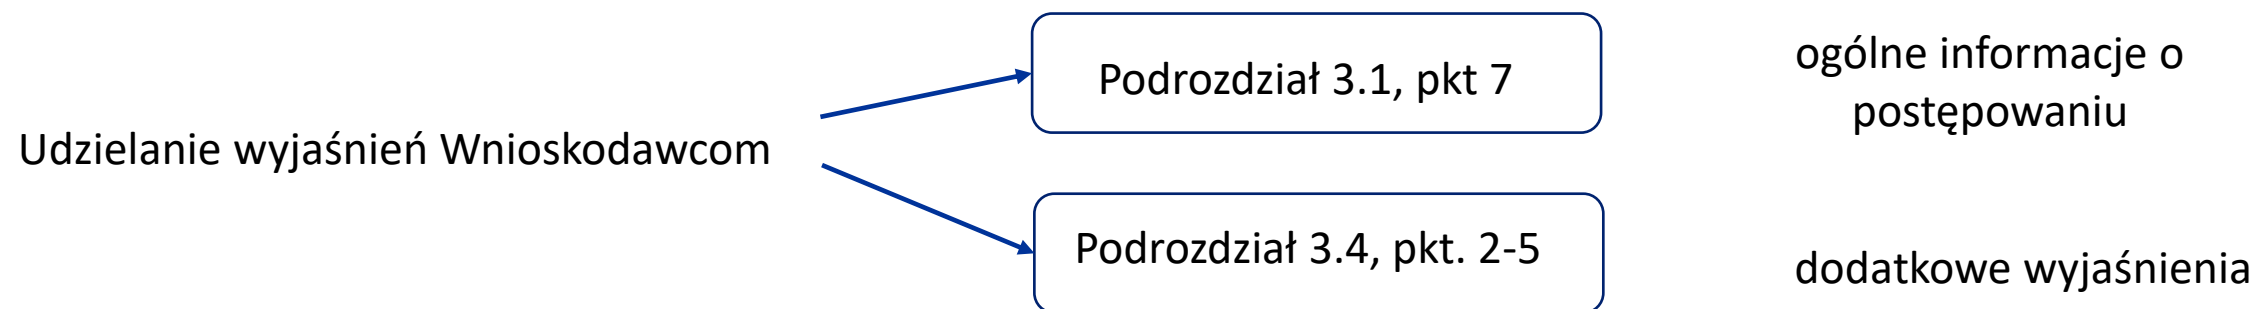 Udzielanie wyjaśnień Wnioskodawcom
Podrozdział 3.1, pkt 7
ogólne informacje o
postępowaniu
Podrozdział 3.4, pkt. 2-5
dodatkowe wyjaśnienia